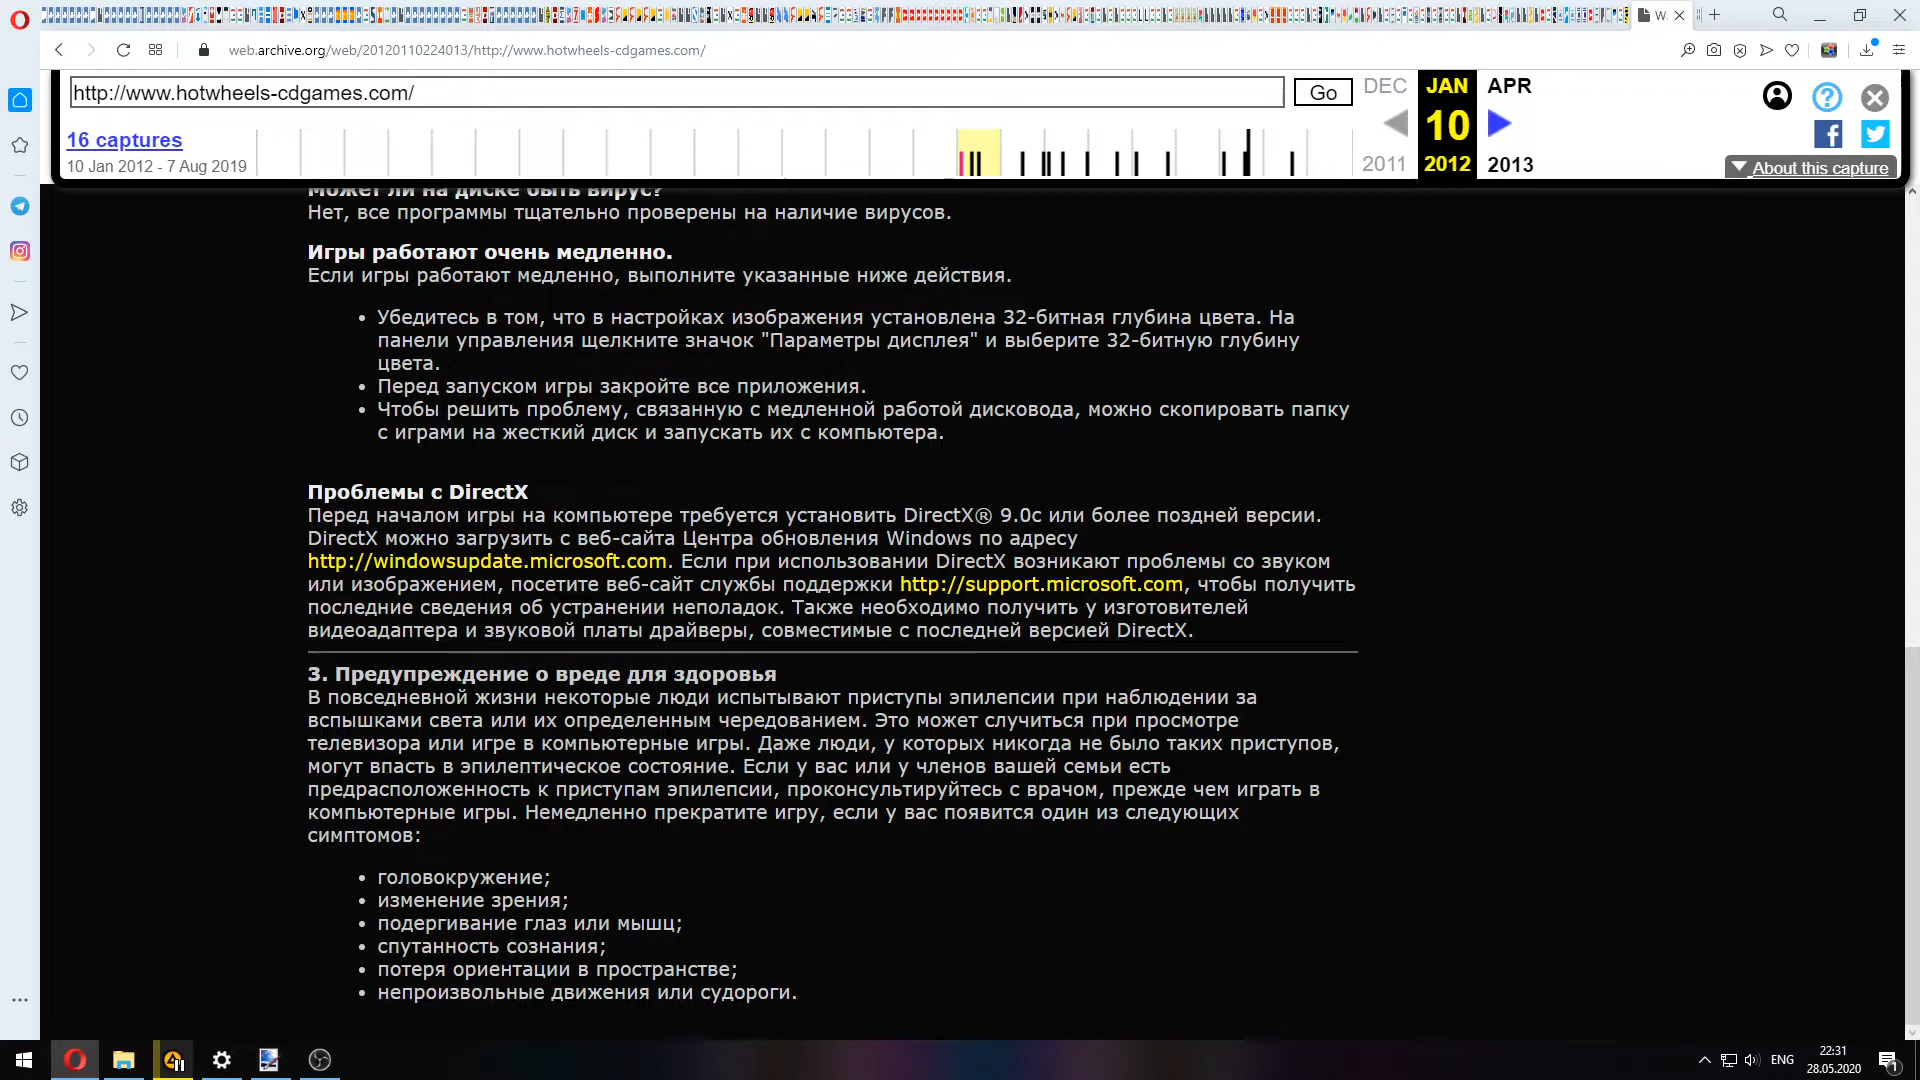 W
web.archive.org/web/20120110224013/http://www.hotwheels-cdgames.com/
http://www.hotwheels-cdgames.com/
Go
DEC
JAN
APR
16 captures
10
10 Jan 2012 - 7 Aug 2019
2011
2012
2013
About this capture
Может ли на диске быть вирус?
Нет, все программы тщательно проверены на наличие вирусов.
Игры работают очень медленно.
Если игры работают медленно, выполните указанные ниже действия.
• Убедитесь в том, что в настройках изображения установлена 32-битная глубина цвета. На
панели управления щелкните значок "Параметры дисплея" и выберите 32-битную глубину
цвета.
• Перед запуском игры закройте все приложения.
• Чтобы решить проблему, связанную с медленной работой дисковода, можно скопировать папку
с играми на жесткий диск и запускать их с компьютера.
Проблемы с DirectX
Перед началом игры на компьютере требуется установить DirectX® 9.0c или более поздней версии.
DirectX можно загрузить с веб-сайта Центра обновления Windows по адресу
http://windowsupdate.microsoft.com. Если при использовании DirectX возникают проблемы со звуком
или изображением, посетите веб-сайт службы поддержки http://support.microsoft.com, чтобы получить
последние сведения об устранении неполадок. Также необходимо получить у изготовителей
видеоадаптера и звуковой платы драйверы, совместимые с последней версией DirectX.
3. Предупреждение о вреде для здоровья
В повседневной жизни некоторые люди испытывают приступы эпилепсии при наблюдении за
вспышками света или их определенным чередованием. Это может случиться при просмотре
телевизора или игре в компьютерные игры. Даже люди, у которых никогда не было таких приступов,
могут впасть в эпилептическое состояние. Если у вас или у членов вашей семьи есть
предрасположенность к приступам эпилепсии, проконсультируйтесь с врачом, прежде чем играть в
компьютерные игры. Немедленно прекратите игру, если у вас появится один из следующих
симптомов:
• головокружение;
• изменение зрения;
• подергивание глаз или мышц;
• спутанность сознания;
• потеря ориентации в пространстве;
• непроизвольные движения или судороги.
ENG
22:31
28.05.2020
1